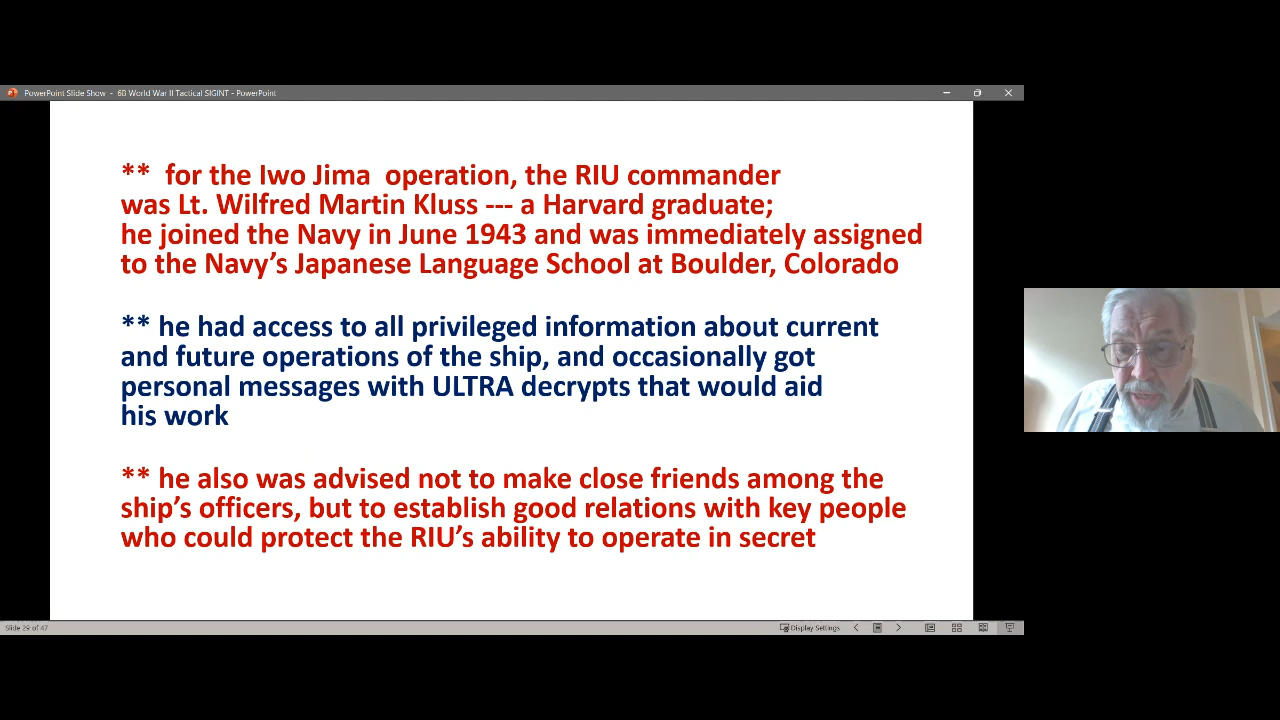 PowerPoint Slide Show - 6D World War II Tactical SIGINT - PowerPoint
** for the Iwo Jima operation, the RIU commander
was Lt. Wilfred Martin Kluss --- a Harvard graduate;
he joined the Navy in June 1943 and was immediately assigned
to the Navy’s Japanese Language School at Boulder, Colorado
** he had access to all privileged information about current
and future operations of the ship, and occasionally got
personal messages with ULTRA decrypts that would aid
his work
** he also was advised not to make close friends among the
ship’s officers, but to establish good relations with key people
who could protect the RIU’s ability to operate in secret
Slide 29 of 47
Display Settings